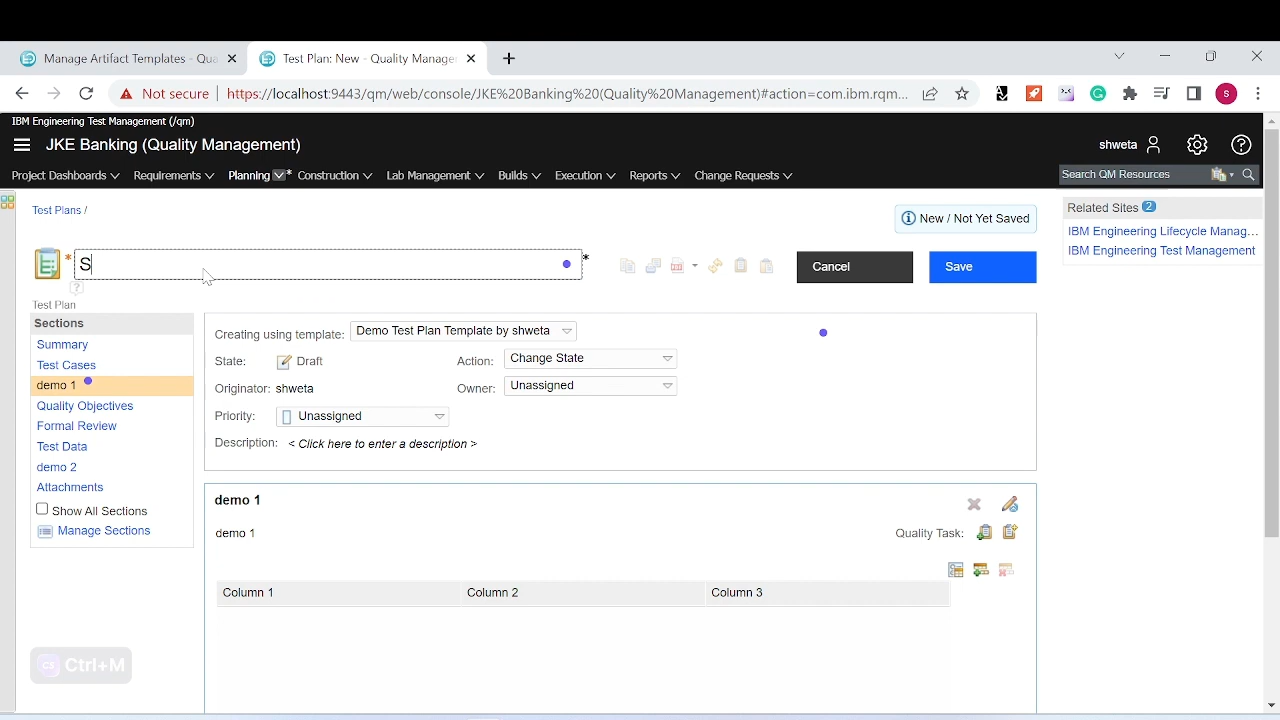 Manage Artifact Templates - Qua
Test Plan: New - Quality Manager
Not secure
https://localhost:9443/qm/web/console/JKE%20Banking%20(Quality%20Management)#action=com.ibm.rqm...
S
IBM Engineering Test Management (/qm)
JKE Banking (Quality Management)
shweta
Project Dashboards
Requirements
Planning *
Construction
Lab Management
Builds
Execution
Reports
Change Requests
Search QM Resources
Test Plans /
New / Not Yet Saved
Related Sites 2
IBM Engineering Lifecycle Manag...
IBM Engineering Test Management
* S *
Cancel
Save
?
Test Plan
Sections
Summary
Test Cases
demo 1
Quality Objectives
Formal Review
Test Data
demo 2
Attachments
Show All Sections
Manage Sections
Creating using template: Demo Test Plan Template by shweta
State: Draft
Action: Change State
Originator: shweta
Owner: Unassigned
Priority: Unassigned
Description: < Click here to enter a description >
demo 1
demo 1
Quality Task:
Column 1 Column 2 Column 3
Ctrl+M